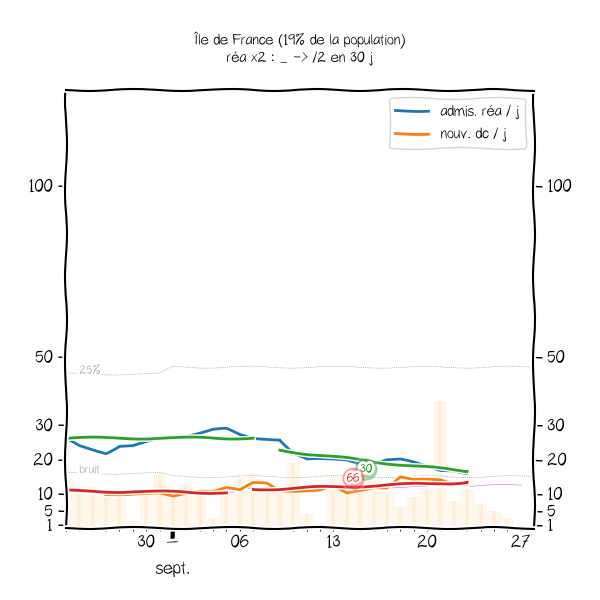 Île de France (19% de la population)
réa x2 : _ -> /2 en 30 j
admis. réa / j
nouv. dc / j
100 100
50 50
25%
30 30
20 20
bruit
30
66
10 10
5 5
1 1
30 06 13 20 27
sept.